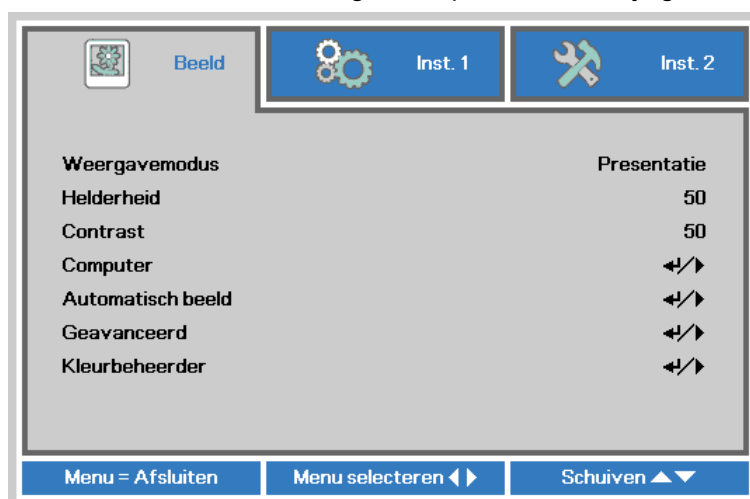 Beeld Inst. 1 Inst. 2
Weergavemodus Presentatie
Helderheid 50
Contrast 50
Computer ↵/▶
Automatisch beeld ↵/▶
Geavanceerd ↵/▶
Kleurbeheerder ↵/▶
Menu = Afsluiten Menu selecteren ◀▶ Schuiven ▲▼